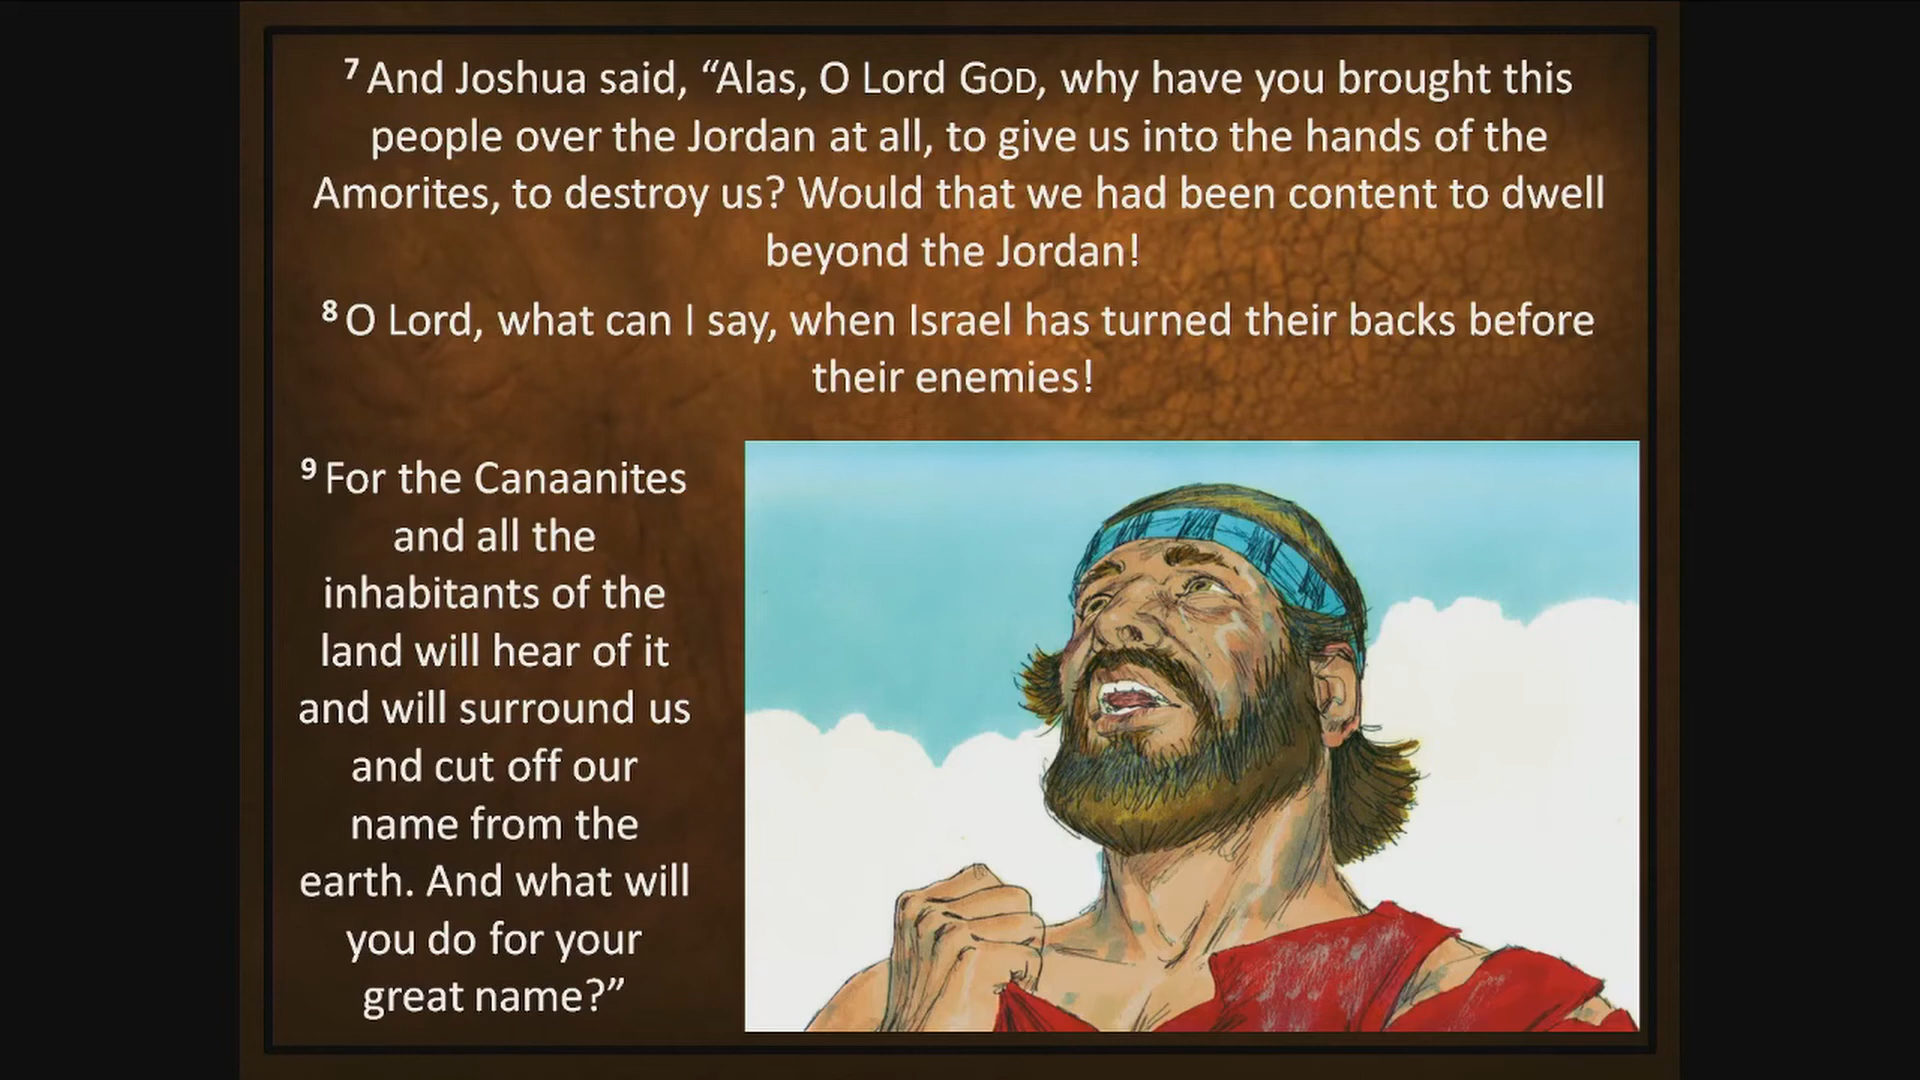 7 And Joshua said, “Alas, O Lord GOD, why have you brought this
people over the Jordan at all, to give us into the hands of the
Amorites, to destroy us? Would that we had been content to dwell
beyond the Jordan!
8 O Lord, what can I say, when Israel has turned their backs before
their enemies!
9 For the Canaanites
and all the
inhabitants of the
land will hear of it
and will surround us
and cut off our
name from the
earth. And what will
you do for your
great name?”